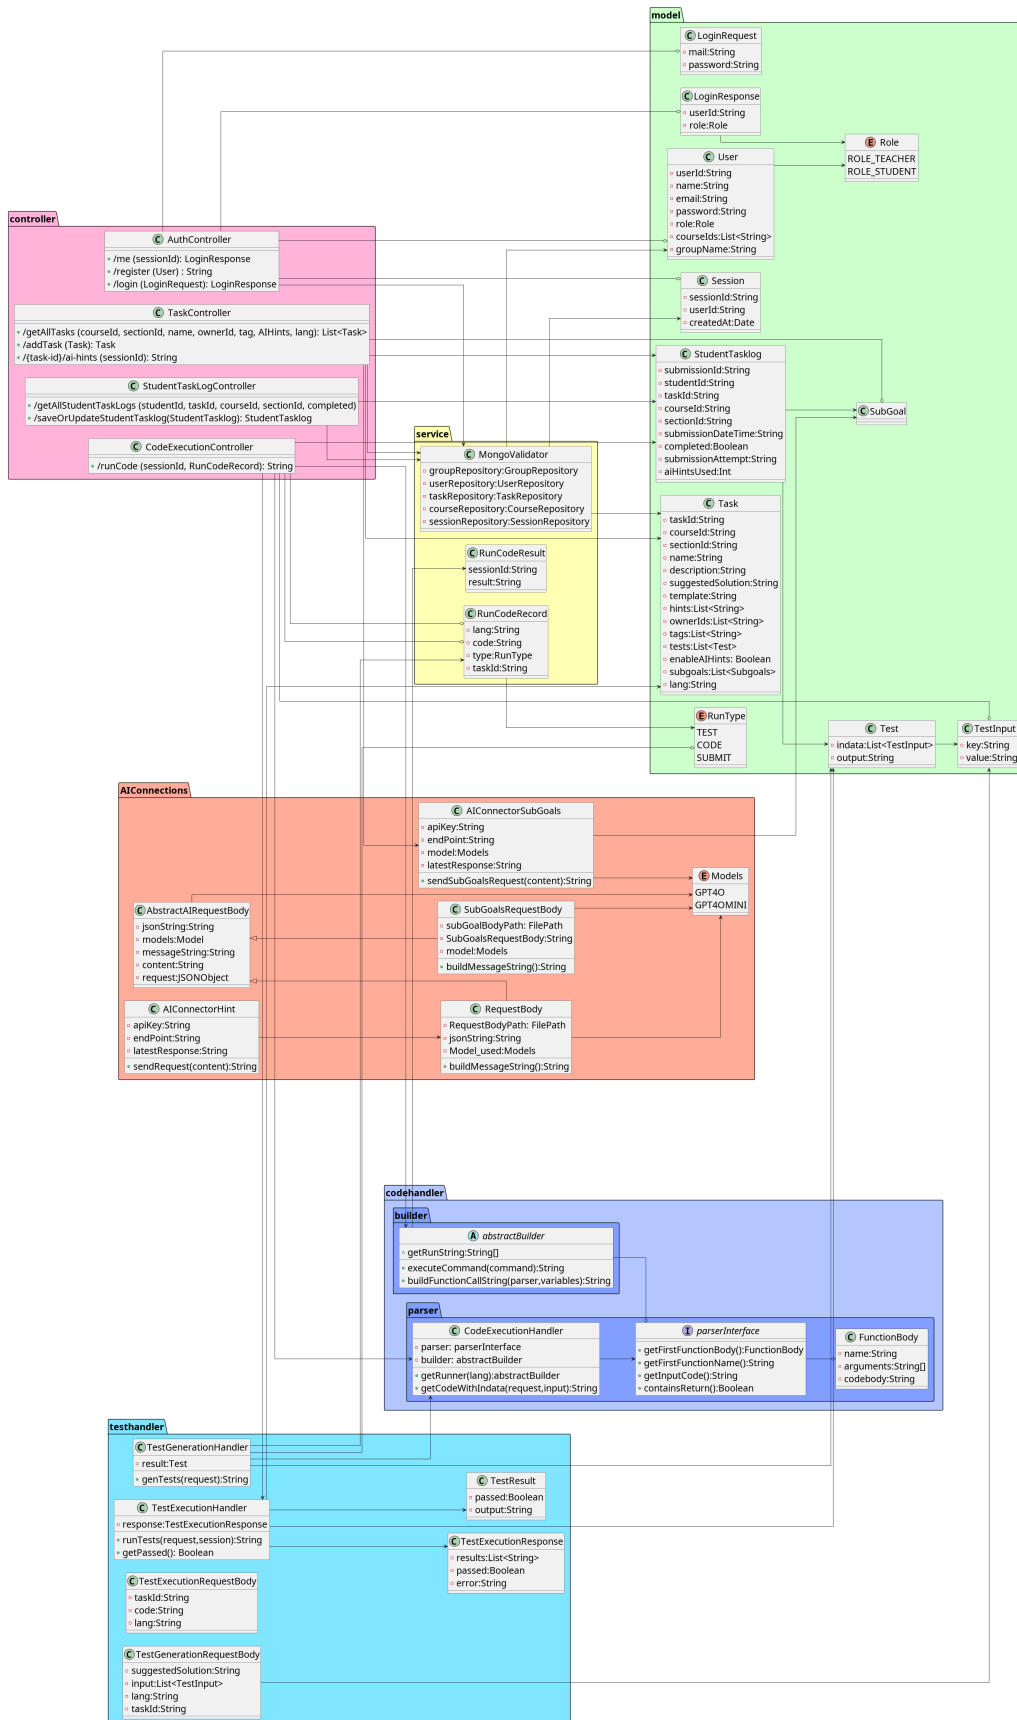 model
C LoginRequest
mail:String
password:String
C LoginResponse
userId:String
role:Role
E Role
ROLE_TEACHER
ROLE_STUDENT
C User
userId:String
name:String
email:String
password:String
role:Role
courseIds:List<String>
groupName:String
C Session
sessionId:String
userId:String
createdAt:Date
C StudentTasklog
submissionId:String
studentId:String
taskId:String
courseId:String
sectionId:String
submissionDateTime:String
completed:Boolean
submissionAttempt:String
aiHintsUsed:Int
C SubGoal
C Task
taskId:String
courseId:String
sectionId:String
name:String
description:String
suggestedSolution:String
template:String
hints:List<String>
ownerIds:List<String>
tags:List<String>
tests:List<Test>
enableAIHints: Boolean
subgoals:List<Subgoals>
lang:String
E RunType
TEST
CODE
SUBMIT
C Test
indata:List<TestInput>
output:String
C TestInput
key:String
value:String
controller
C AuthController
/me (sessionId): LoginResponse
/register (User) : String
/login (LoginRequest): LoginResponse
C TaskController
/getAllTasks (courseId, sectionId, name, ownerId, tag, AIHints, lang): List<Task>
/addTask (Task): Task
/{task-id}/ai-hints (sessionId): String
C StudentTaskLogController
/getAllStudentTaskLogs (studentId, taskId, courseId, sectionId, completed)
/saveOrUpdateStudentTasklog(StudentTasklog): StudentTasklog
C CodeExecutionController
/runCode (sessionId, RunCodeRecord): String
service
C MongoValidator
groupRepository:GroupRepository
userRepository:UserRepository
taskRepository:TaskRepository
courseRepository:CourseRepository
sessionRepository:SessionRepository
C RunCodeResult
sessionId:String
result:String
C RunCodeRecord
lang:String
code:String
type:RunType
taskId:String
AIConnections
C AIConnectorSubGoals
apiKey:String
endPoint:String
model:Models
latestResponse:String
sendSubGoalsRequest(content):String
E Models
GPT4O
GPT4OMINI
C AbstractAIRequestBody
jsonString:String
models:Model
messageString:String
content:String
request:JSONObject
C SubGoalsRequestBody
subGoalBodyPath: FilePath
SubGoalsRequestBody:String
model:Models
buildMessageString():String
C AIConnectorHint
apiKey:String
endPoint:String
latestResponse:String
sendRequest(content):String
C RequestBody
RequestBodyPath: FilePath
jsonString:String
Model_used:Models
buildMessageString():String
codehandler
builder
A abstractBuilder
getRunString:String[]
executeCommand(command):String
buildFunctionCallString(parser,variables):String
parser
C CodeExecutionHandler
parser: parserInterface
builder: abstractBuilder
getRunner(lang):abstractBuilder
getCodeWithIndata(request,input):String
I parserInterface
getFirstFunctionBody():FunctionBody
getFirstFunctionName():String
getInputCode():String
containsReturn():Boolean
C FunctionBody
name:String
arguments:String[]
codebody:String
testhandler
C TestGenerationHandler
result:Test
genTests(request):String
C TestExecutionHandler
response:TestExecutionResponse
runTests(request,session):String
getPassed(): Boolean
C TestResult
passed:Boolean
output:String
C TestExecutionResponse
results:List<String>
passed:Boolean
error:String
C TestExecutionRequestBody
taskId:String
code:String
lang:String
C TestGenerationRequestBody
suggestedSolution:String
input:List<TestInput>
lang:String
taskId:String